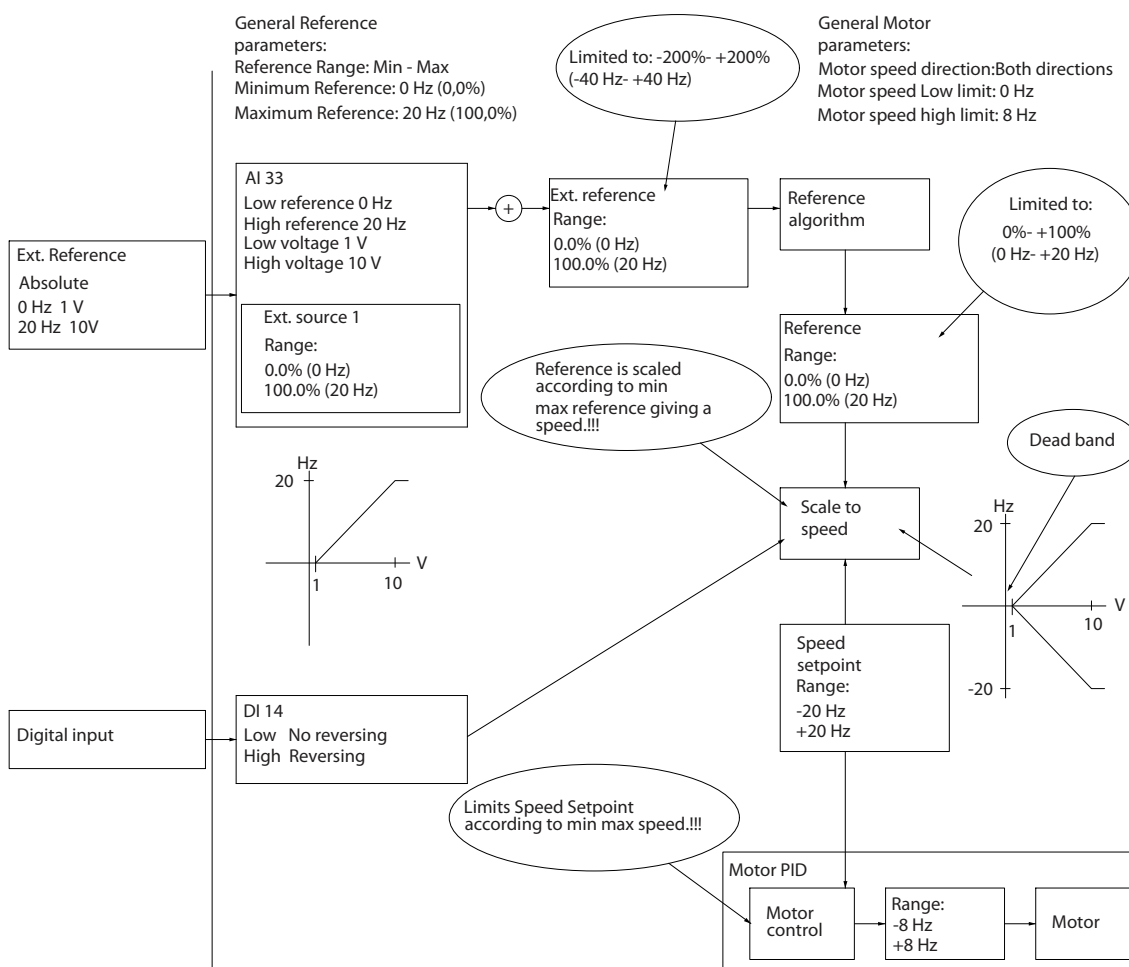 General Reference
parameters:
Reference Range: Min - Max
Minimum Reference: 0 Hz (0,0%)
Maximum Reference: 20 Hz (100,0%)
Limited to: -200%- +200%
(-40 Hz- +40 Hz)
General Motor
parameters:
Motor speed direction:Both directions
Motor speed Low limit: 0 Hz
Motor speed high limit: 8 Hz
Ext. Reference
Absolute
0 Hz 1 V
20 Hz 10V
AI 33
Low reference 0 Hz
High reference 20 Hz
Low voltage 1 V
High voltage 10 V
Ext. source 1
Range:
0.0% (0 Hz)
100.0% (20 Hz)
+
Ext. reference
Range:
0.0% (0 Hz)
100.0% (20 Hz)
Reference
algorithm
Limited to:
0%- +100%
(0 Hz- +20 Hz)
Reference
Range:
0.0% (0 Hz)
100.0% (20 Hz)
Reference is scaled
according to min
max reference giving a
speed.!!!
Dead band
Hz
20
V
1
10
Scale to
speed
Hz
20
V
1
10
-20
Speed
setpoint
Range:
-20 Hz
+20 Hz
Digital input
DI 14
Low No reversing
High Reversing
Limits Speed Setpoint
according to min max speed.!!!
Motor PID
Motor
control
Range:
-8 Hz
+8 Hz
Motor